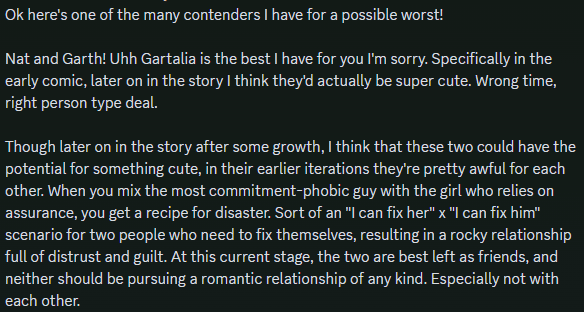 Ok here's one of the many contenders I have for a possible worst!
Nat and Garth! Uhh Gartalia is the best I have for you I'm sorry. Specifically in the
early comic, later on in the story I think they'd actually be super cute. Wrong time,
right person type deal.
Though later on in the story after some growth, I think that these two could have the
potential for something cute, in their earlier iterations they're pretty awful for each
other. When you mix the most commitment-phobic guy with the girl who relies on
assurance, you get a recipe for disaster. Sort of an "I can fix her" x "I can fix him"
scenario for two people who need to fix themselves, resulting in a rocky relationship
full of distrust and guilt. At this current stage, the two are best left as friends, and
neither should be pursuing a romantic relationship of any kind. Especially not with
each other.